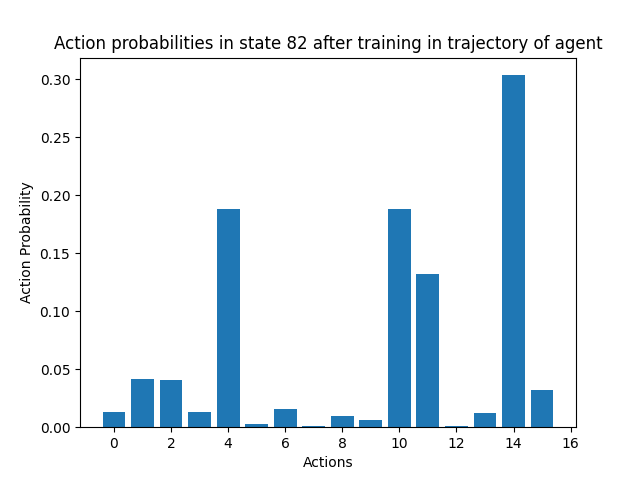 Action probabilities in state 82 after training in trajectory of agent
0.30
0.25
0.20
0.15
0.10
0.05
0.00
Action Probability
0 2 4 6 8 10 12 14 16
Actions